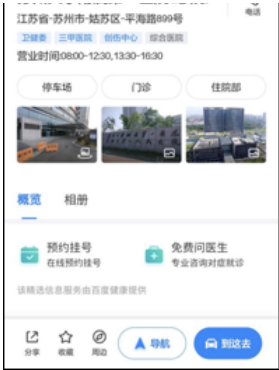 江苏省-苏州市-姑苏区-平海路899号
电话
卫健委 三甲医院 创伤中心 综合医院
营业时间:08:00-12:30,13:30-16:30
停车场 门诊 住院部
概览 相册
预约挂号 免费问医生
在线预约挂号 专业咨询对症就诊
该精选信息服务由百度健康提供
分享 收藏 周边 导航 到这去